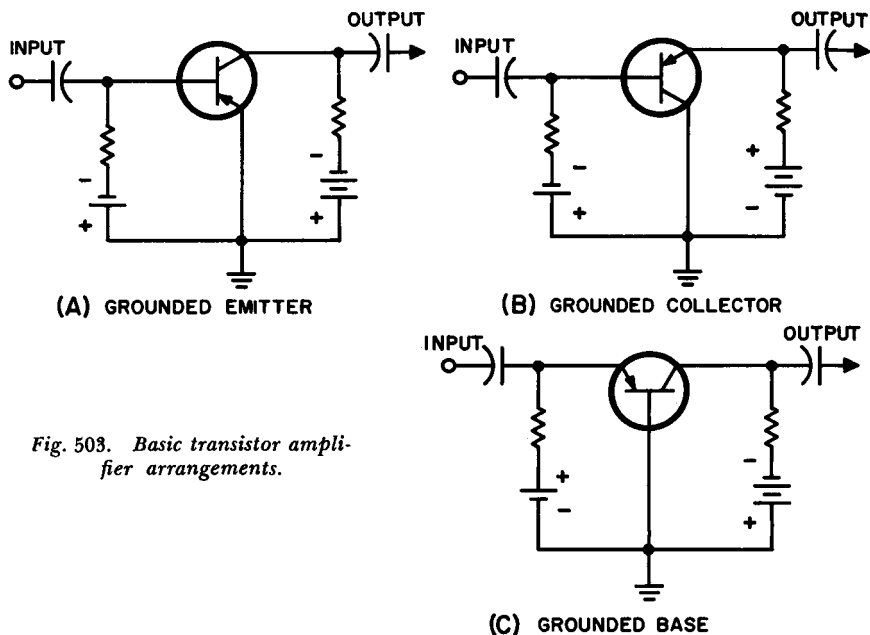 OUTPUT
INPUT
-
+
-
+
(A) GROUNDED EMITTER
OUTPUT
INPUT
-
+
+
-
(B) GROUNDED COLLECTOR
INPUT
OUTPUT
+
-
-
+
(C) GROUNDED BASE
Fig. 503. Basic transistor ampli-
fier arrangements.